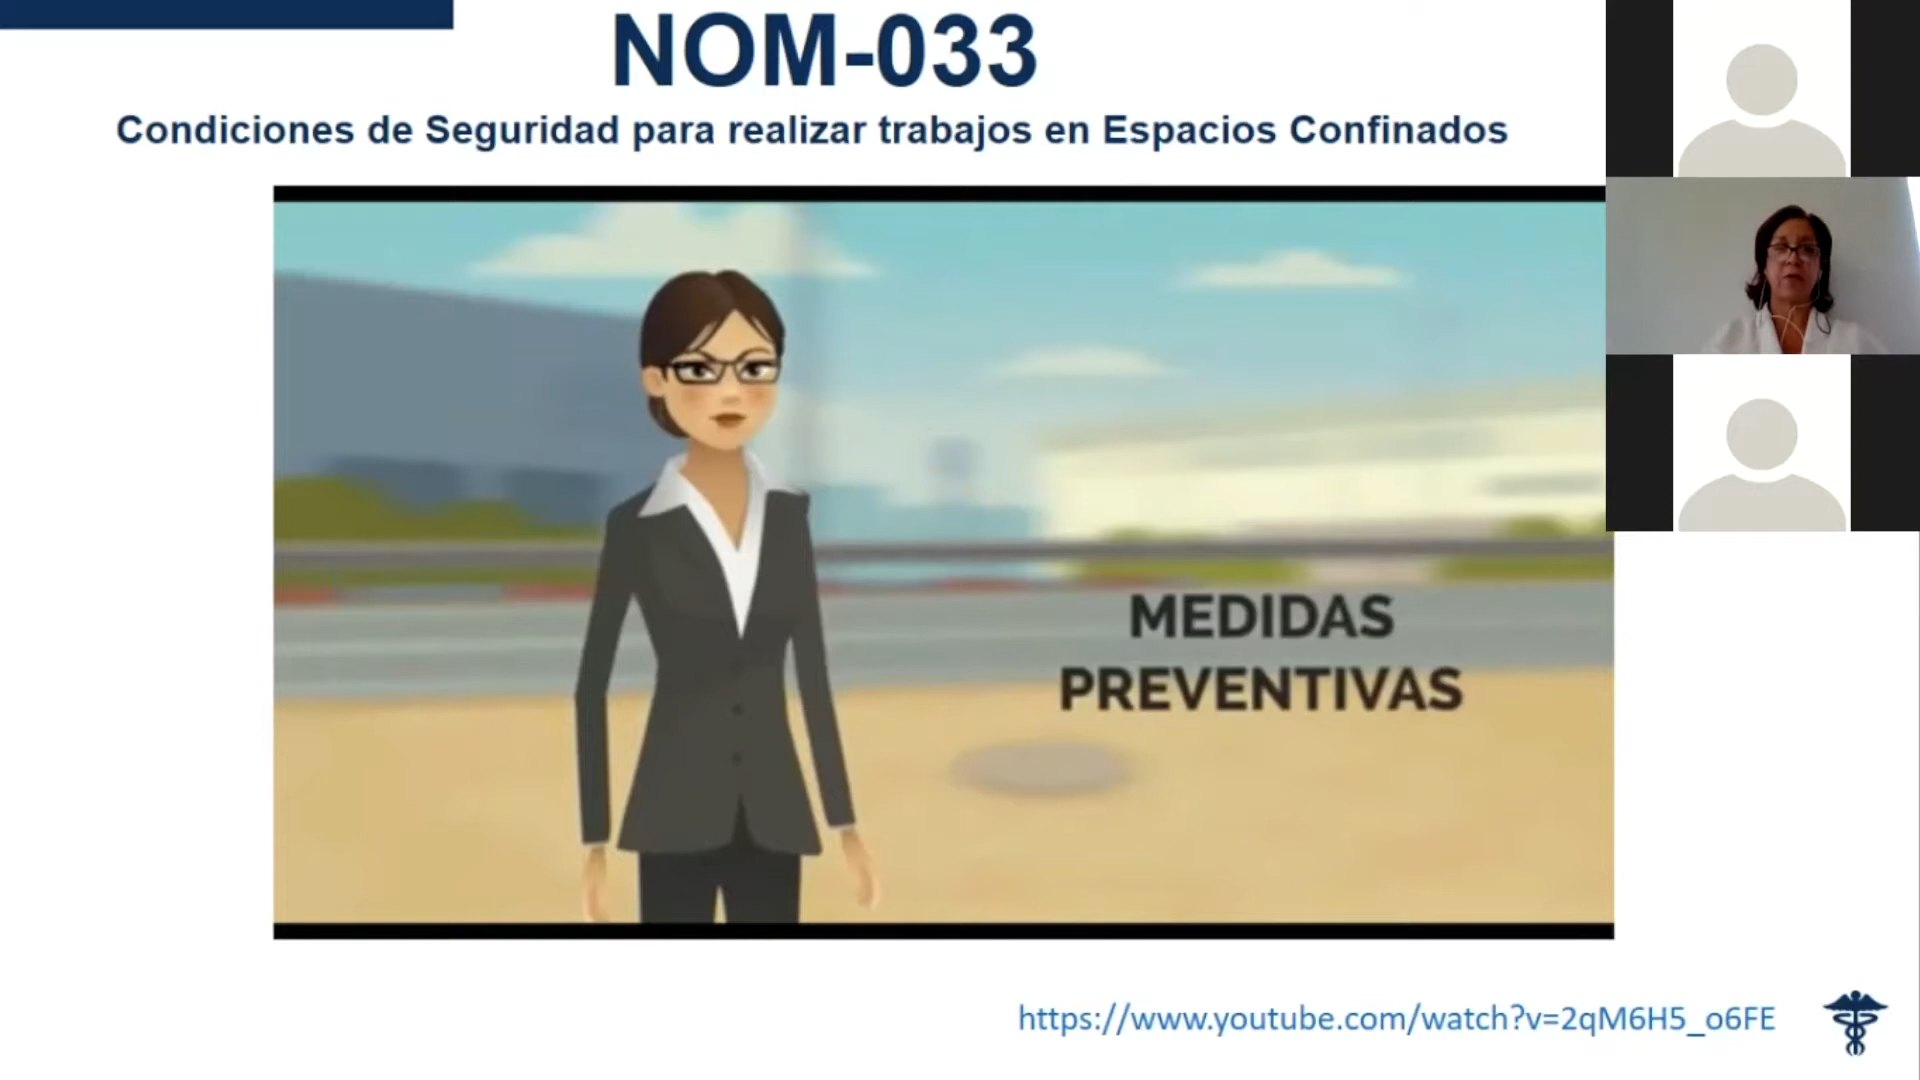 NOM-033
Condiciones de Seguridad para realizar trabajos en Espacios Confinados
MEDIDAS
PREVENTIVAS
https://www.youtube.com/watch?v=2qM6H5_o6FE